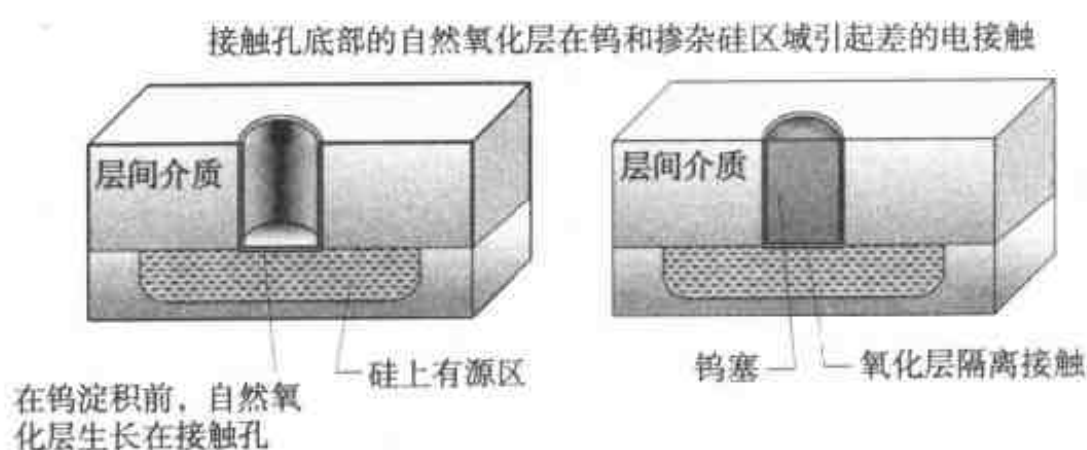 接触孔底部的自然氧化层在钨和掺杂硅区域引起差的电接触
层间介质
层间介质
硅上有源区
在钨淀积前，自然氧
化层生长在接触孔
钨塞
氧化层隔离接触